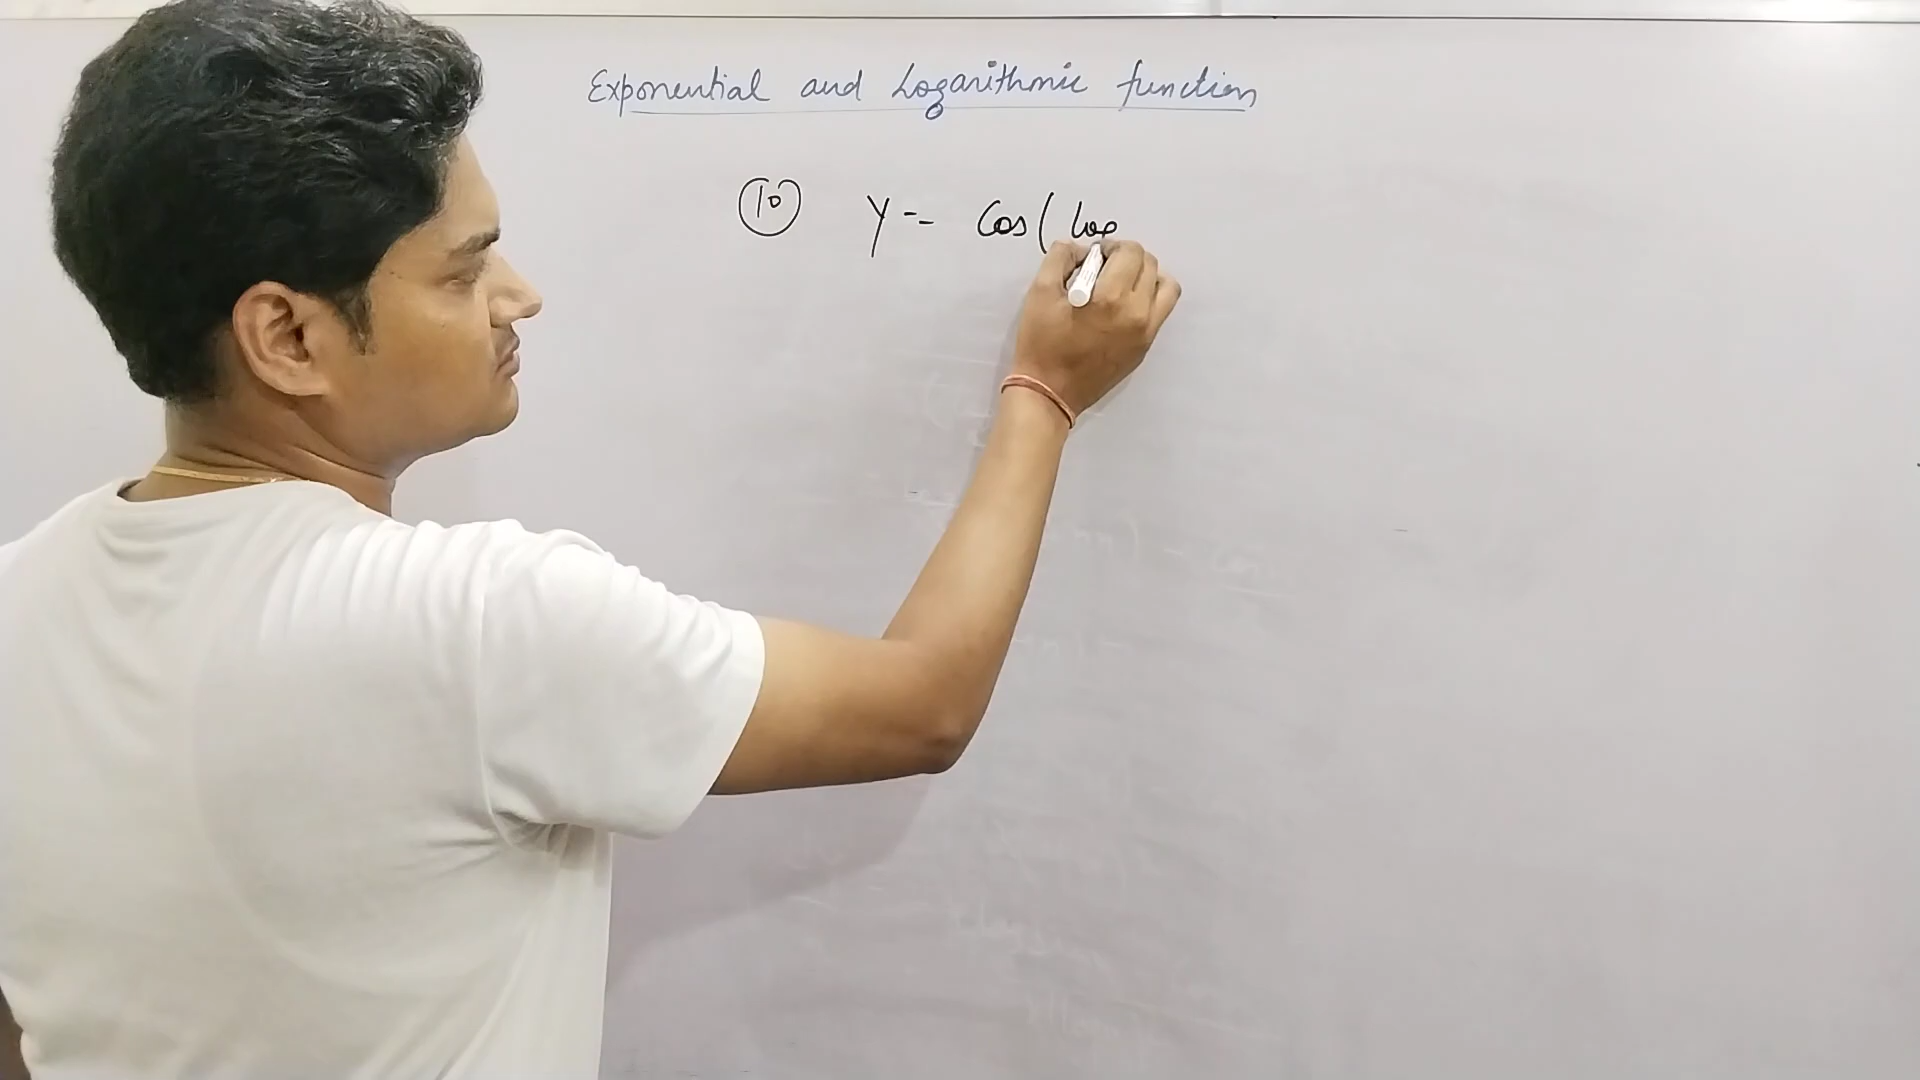 Exponential and Logarithmic function
10 y = Cos( log